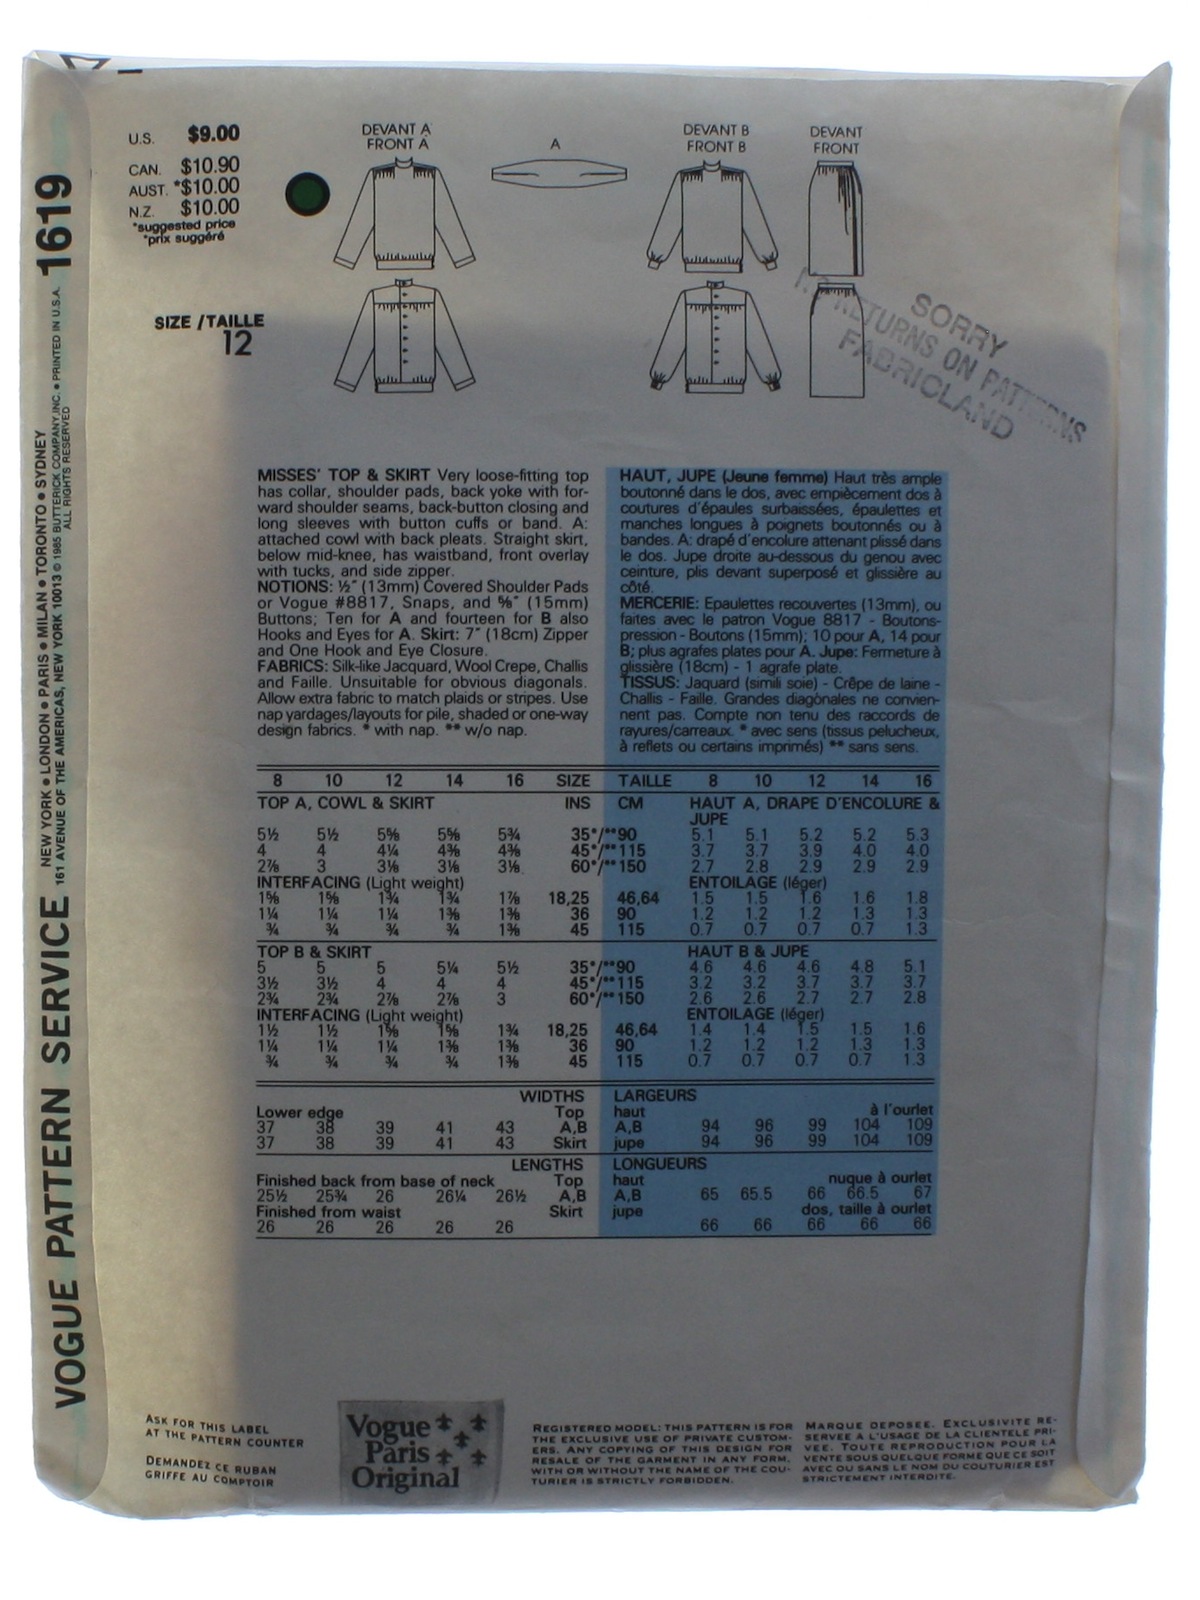 U.S. $9.00
CAN. $10.90
AUST. *$10.00
N.Z. $10.00
*suggested price
*prix suggéré
SIZE /TAILLE
12
DEVANT A
FRONT A
A
DEVANT B
FRONT B
DEVANT
FRONT
SORRY
NO RETURNS ON PATTERNS
FABRICLAND
VOGUE PATTERN SERVICE
NEW YORK • LONDON • PARIS • MILAN • TORONTO • SYDNEY
161 AVENUE OF THE AMERICAS, NEW YORK 10013 © 1985 BUTTERICK COMPANY, INC. • PRINTED IN U.S.A.
ALL RIGHTS RESERVED
1619
MISSES' TOP & SKIRT Very loose-fitting top
has collar, shoulder pads, back yoke with for-
ward shoulder seams, back-button closing and
long sleeves with button cuffs or band. A:
attached cowl with back pleats. Straight skirt,
below mid-knee, has waistband, front overlay
with tucks, and side zipper.
NOTIONS: ½" (13mm) Covered Shoulder Pads
or Vogue #8817, Snaps, and ⅝" (15mm)
Buttons; Ten for A and fourteen for B also
Hooks and Eyes for A. Skirt: 7" (18cm) Zipper
and One Hook and Eye Closure.
FABRICS: Silk-like Jacquard, Wool Crepe, Challis
and Faille. Unsuitable for obvious diagonals.
Allow extra fabric to match plaids or stripes. Use
nap yardages/layouts for pile, shaded or one-way
design fabrics. * with nap. ** w/o nap.
HAUT, JUPE (Jeune femme) Haut très ample
boutonné dans le dos, avec empiècement dos à
coutures d'épaules surbaissées, épaulettes et
manches longues à poignets boutonnés ou à
bandes. A: drapé d'encolure attenant plissé dans
le dos. Jupe droite au-dessous du genou avec
ceinture, plis devant superposé et glissière au
côté.
MERCERIE: Epaulettes recouvertes (13mm), ou
faites avec le patron Vogue 8817 - Boutons-
pression - Boutons (15mm); 10 pour A, 14 pour
B; plus agrafes plates pour A. Jupe: Fermeture à
glissière (18cm) - 1 agrafe plate.
TISSUS: Jaquard (simili soie) - Crêpe de laine -
Challis - Faille. Grandes diagonales ne convien-
nent pas. Compte non tenu des raccords de
rayures/carreaux. * avec sens (tissus pelucheux,
à reflets ou certains imprimés) ** sans sens.
8 10 12 14 16 SIZE TAILLE 8 10 12 14 16
TOP A, COWL & SKIRT INS CM HAUT A, DRAPE D'ENCOLURE &
JUPE
5½ 5½ 5⅝ 5⅝ 5¾ 35*/**90 5.1 5.1 5.2 5.2 5.3
4 4 4¼ 4⅜ 4⅜ 45*/**115 3.7 3.7 3.9 4.0 4.0
2⅞ 3 3⅛ 3⅛ 3⅛ 60*/**150 2.7 2.8 2.9 2.9 2.9
INTERFACING (Light weight) ENTOILAGE (léger)
1⅝ 1⅝ 1¾ 1¾ 1⅞ 18,25 46,64 1.5 1.5 1.6 1.6 1.8
1¼ 1¼ 1¼ 1⅜ 1⅜ 36 90 1.2 1.2 1.2 1.3 1.3
¾ ¾ ¾ ¾ 1⅜ 45 115 0.7 0.7 0.7 0.7 1.3
TOP B & SKIRT HAUT B & JUPE
5 5 5 5¼ 5½ 35*/**90 4.6 4.6 4.6 4.8 5.1
3½ 3½ 4 4 4 45*/**115 3.2 3.2 3.7 3.7 3.7
2¾ 2¾ 2⅞ 2⅞ 3 60*/**150 2.6 2.6 2.7 2.7 2.8
INTERFACING (Light weight) ENTOILAGE (léger)
1½ 1½ 1⅝ 1⅝ 1¾ 18,25 46,64 1.4 1.4 1.5 1.5 1.6
1¼ 1¼ 1¼ 1⅜ 1⅜ 36 90 1.2 1.2 1.2 1.3 1.3
¾ ¾ ¾ ¾ 1⅜ 45 115 0.7 0.7 0.7 0.7 1.3
WIDTHS LARGEURS
Lower edge Top haut à l'ourlet
37 38 39 41 43 A,B A,B 94 96 99 104 109
37 38 39 41 43 Skirt jupe 94 96 99 104 109
LENGTHS LONGUEURS
Finished back from base of neck Top haut nuque à ourlet
25½ 25¾ 26 26¼ 26½ A,B A,B 65 65.5 66 66.5 67
Finished from waist Skirt jupe dos, taille à ourlet
26 26 26 26 26 66 66 66 66 66
ASK FOR THIS LABEL
AT THE PATTERN COUNTER
DEMANDEZ CE RUBAN
GRIFFE AU COMPTOIR
Vogue
Paris
Original
REGISTERED MODEL: THIS PATTERN IS FOR
THE EXCLUSIVE USE OF PRIVATE CUSTOM-
ERS. ANY COPYING OF THIS DESIGN FOR
RESALE OF THE GARMENT IN ANY FORM,
WITH OR WITHOUT THE NAME OF THE COU-
TURIER IS STRICTLY FORBIDDEN.
MARQUE DEPOSEE. EXCLUSIVITE RE-
SERVEE A L'USAGE DE LA CLIENTELE PRI-
VEE. TOUTE REPRODUCTION POUR LA
VENTE SOUS QUELQUE FORME QUE CE SOIT
AVEC OU SANS LE NOM DU COUTURIER EST
STRICTEMENT INTERDITE.